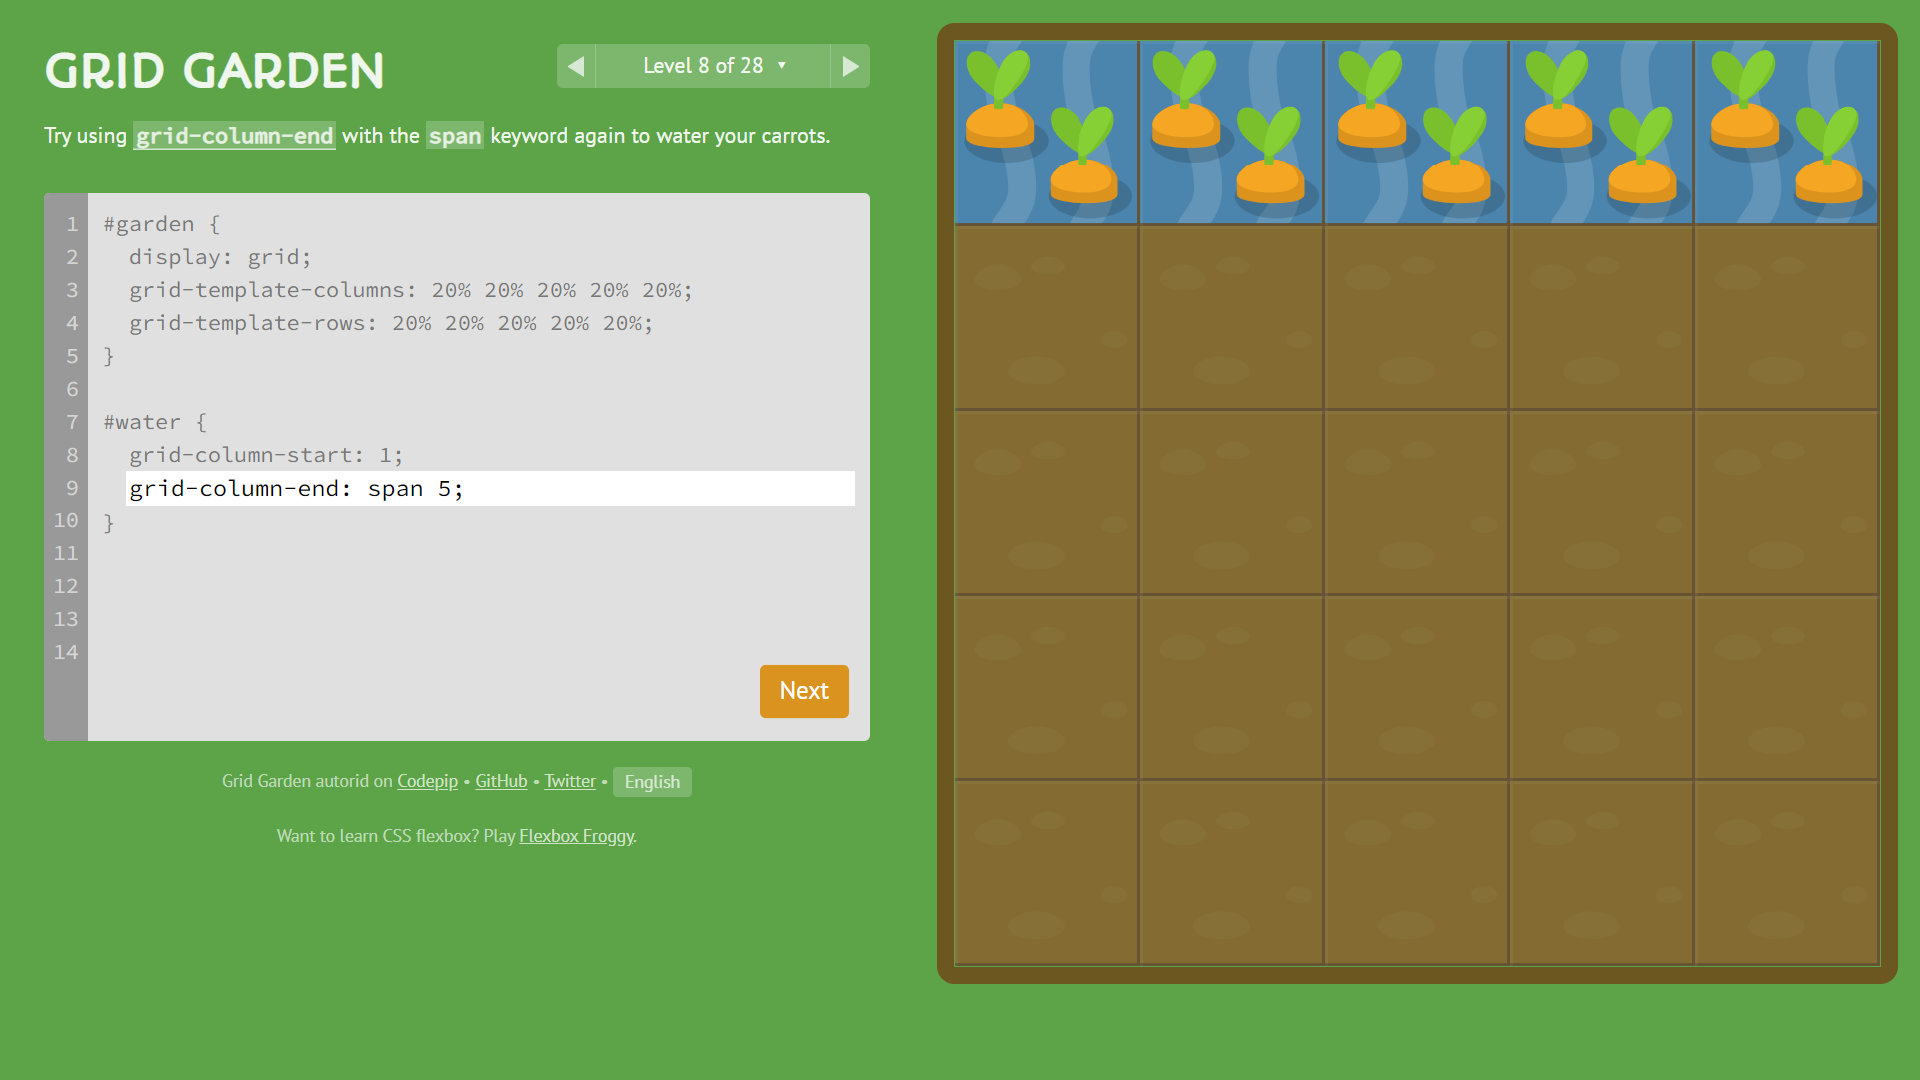 GRID GARDEN
Level 8 of 28 ▼
Try using grid-column-end with the span keyword again to water your carrots.
1 #garden {
2 display: grid;
3 grid-template-columns: 20% 20% 20% 20% 20%;
4 grid-template-rows: 20% 20% 20% 20% 20%;
5 }
6
7 #water {
8 grid-column-start: 1;
9 grid-column-end: span 5;
10 }
11
12
13
14
Next
Grid Garden autorid on Codepip • GitHub • Twitter • English
Want to learn CSS flexbox? Play Flexbox Froggy.